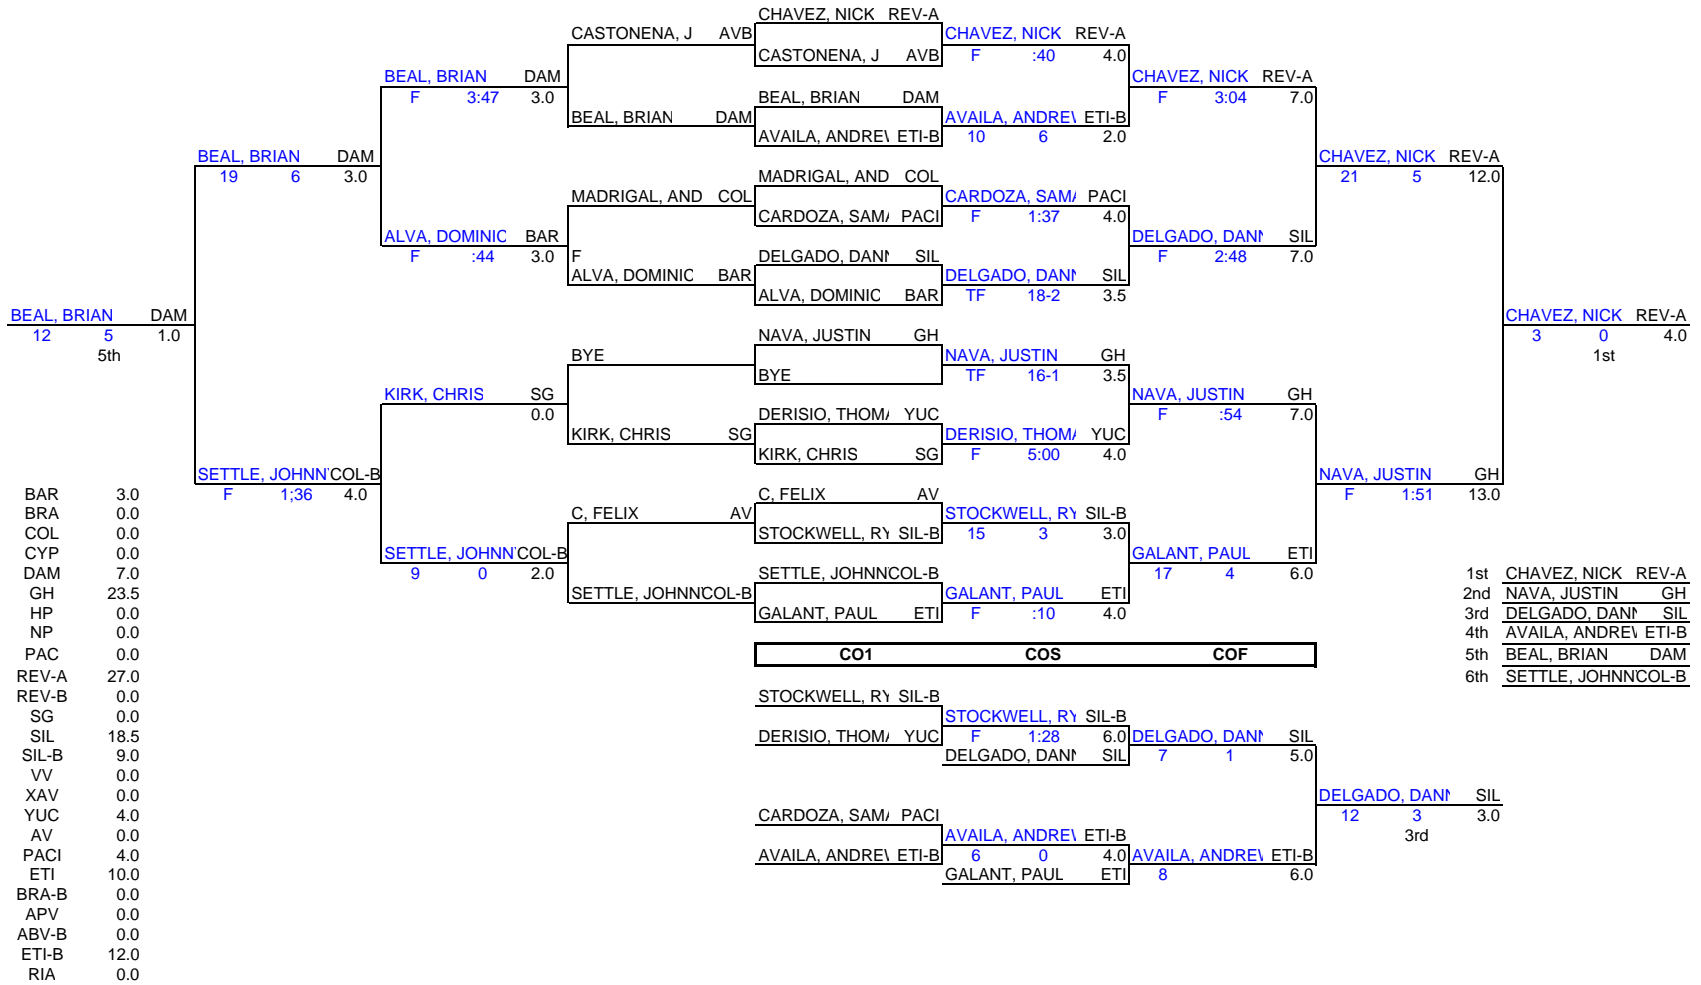 CHAVEZ, NICK REV-A
CASTONENA, J AVB CHAVEZ, NICK REV-A
CASTONENA, J AVB F :40 4.0
BEAL, BRIAN DAM CHAVEZ, NICK REV-A
F 3:47 3.0 BEAL, BRIAN DAM F 3:04 7.0
BEAL, BRIAN DAM AVAILA, ANDRE ETI-B
AVAILA, ANDRE ETI-B 10 6 2.0
BEAL, BRIAN DAM CHAVEZ, NICK REV-A
19 6 3.0 MADRIGAL, AND COL 21 5 12.0
MADRIGAL, AND COL CARDOZA, SAM PACI
CARDOZA, SAM PACI F 1:37 4.0
ALVA, DOMINIC BAR DELGADO, DANN SIL
F :44 3.0 F DELGADO, DANN SIL F 2:48 7.0
ALVA, DOMINIC BAR DELGADO, DANN SIL
ALVA, DOMINIC BAR TF 18-2 3.5
BEAL, BRIAN DAM CHAVEZ, NICK REV-A
12 5 1.0 NAVA, JUSTIN GH 3 0 4.0
5th BYE NAVA, JUSTIN GH 1st
BYE TF 16-1 3.5
KIRK, CHRIS SG NAVA, JUSTIN GH
0.0 DERISIO, THOMA YUC F :54 7.0
KIRK, CHRIS SG DERISIO, THOMA YUC
KIRK, CHRIS SG F 5:00 4.0
SETTLE, JOHNN COL-B NAVA, JUSTIN GH
BAR 3.0 F 1;36 4.0 C, FELIX AV F 1:51 13.0
BRA 0.0 C, FELIX AV STOCKWELL, RY SIL-B
COL 0.0 STOCKWELL, RY SIL-B 15 3 3.0
CYP 0.0 SETTLE, JOHNN COL-B GALANT, PAUL ETI
DAM 7.0 9 0 2.0 SETTLE, JOHNN COL-B 17 4 6.0 1st CHAVEZ, NICK REV-A
GH 23.5 SETTLE, JOHNN COL-B GALANT, PAUL ETI 2nd NAVA, JUSTIN GH
HP 0.0 GALANT, PAUL ETI F :10 4.0 3rd DELGADO, DANN SIL
NP 0.0 4th AVAILA, ANDRE ETI-B
PAC 0.0 CO1 COS COF 5th BEAL, BRIAN DAM
REV-A 27.0 6th SETTLE, JOHNN COL-B
REV-B 0.0 STOCKWELL, RY SIL-B
SG 0.0 STOCKWELL, RY SIL-B
SIL 18.5 DERISIO, THOMA YUC F 1:28 6.0 DELGADO, DANN SIL
SIL-B 9.0 DELGADO, DANN SIL 7 1 5.0
VV 0.0
XAV 0.0 DELGADO, DANN SIL
YUC 4.0 CARDOZA, SAM PACI 12 3 3.0
AV 0.0 AVAILA, ANDRE ETI-B 3rd
PACI 4.0 AVAILA, ANDRE ETI-B 6 0 4.0 AVAILA, ANDRE ETI-B
ETI 10.0 GALANT, PAUL ETI 8 6.0
BRA-B 0.0
APV 0.0
ABV-B 0.0
ETI-B 12.0
RIA 0.0